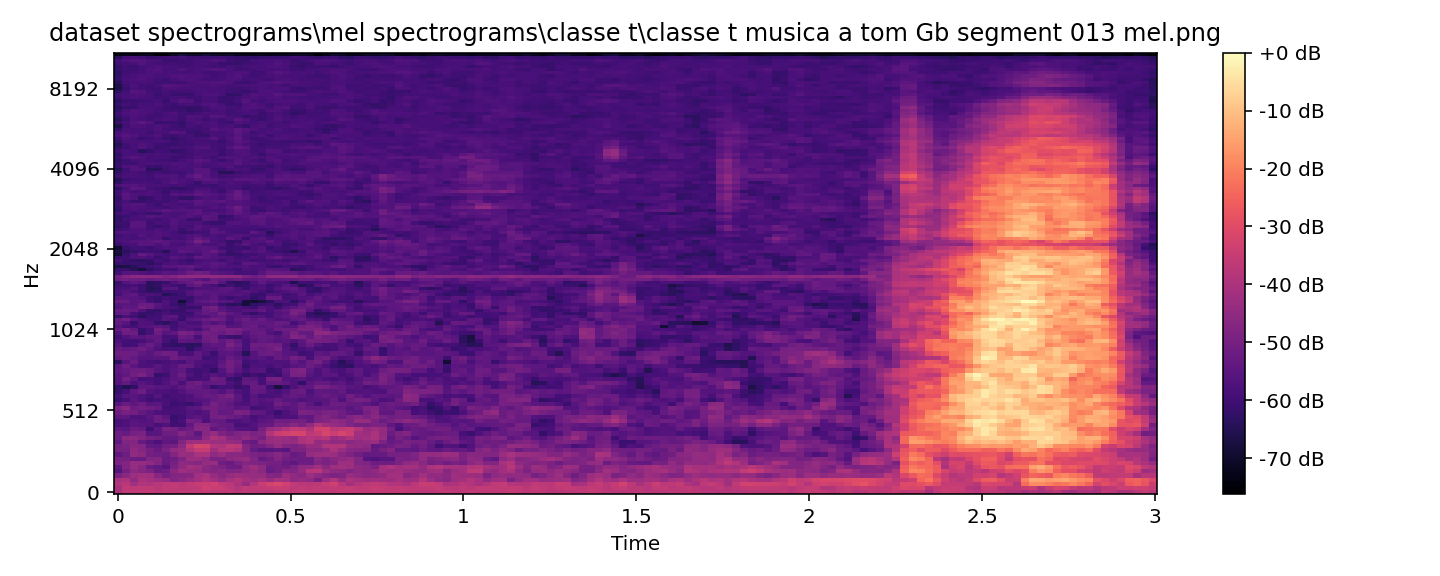 dataset spectrograms\mel spectrograms\classe t\classe t musica a tom Gb segment 013 mel.png
+0 dB
8192
-10 dB
4096
-20 dB
-30 dB
2048
Hz
-40 dB
1024
-50 dB
512
-60 dB
-70 dB
0
0
0.5
1
1.5
2
2.5
3
Time